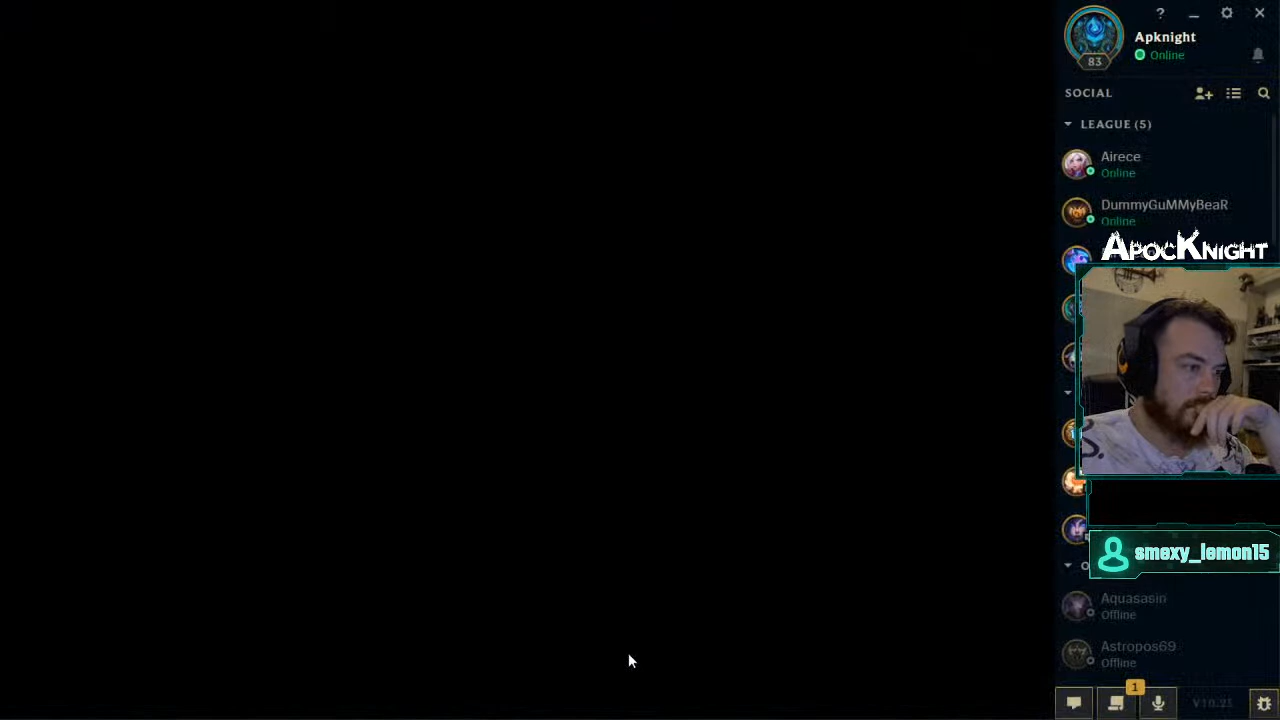 ?
Apknight
Online
83
SOCIAL
LEAGUE (5)
Airece
Online
DummyGuMMyBeaR
Online
APOCKNIGHT
smexy_lemon15
Aquasasin
Offline
Astropos69
Offline
1